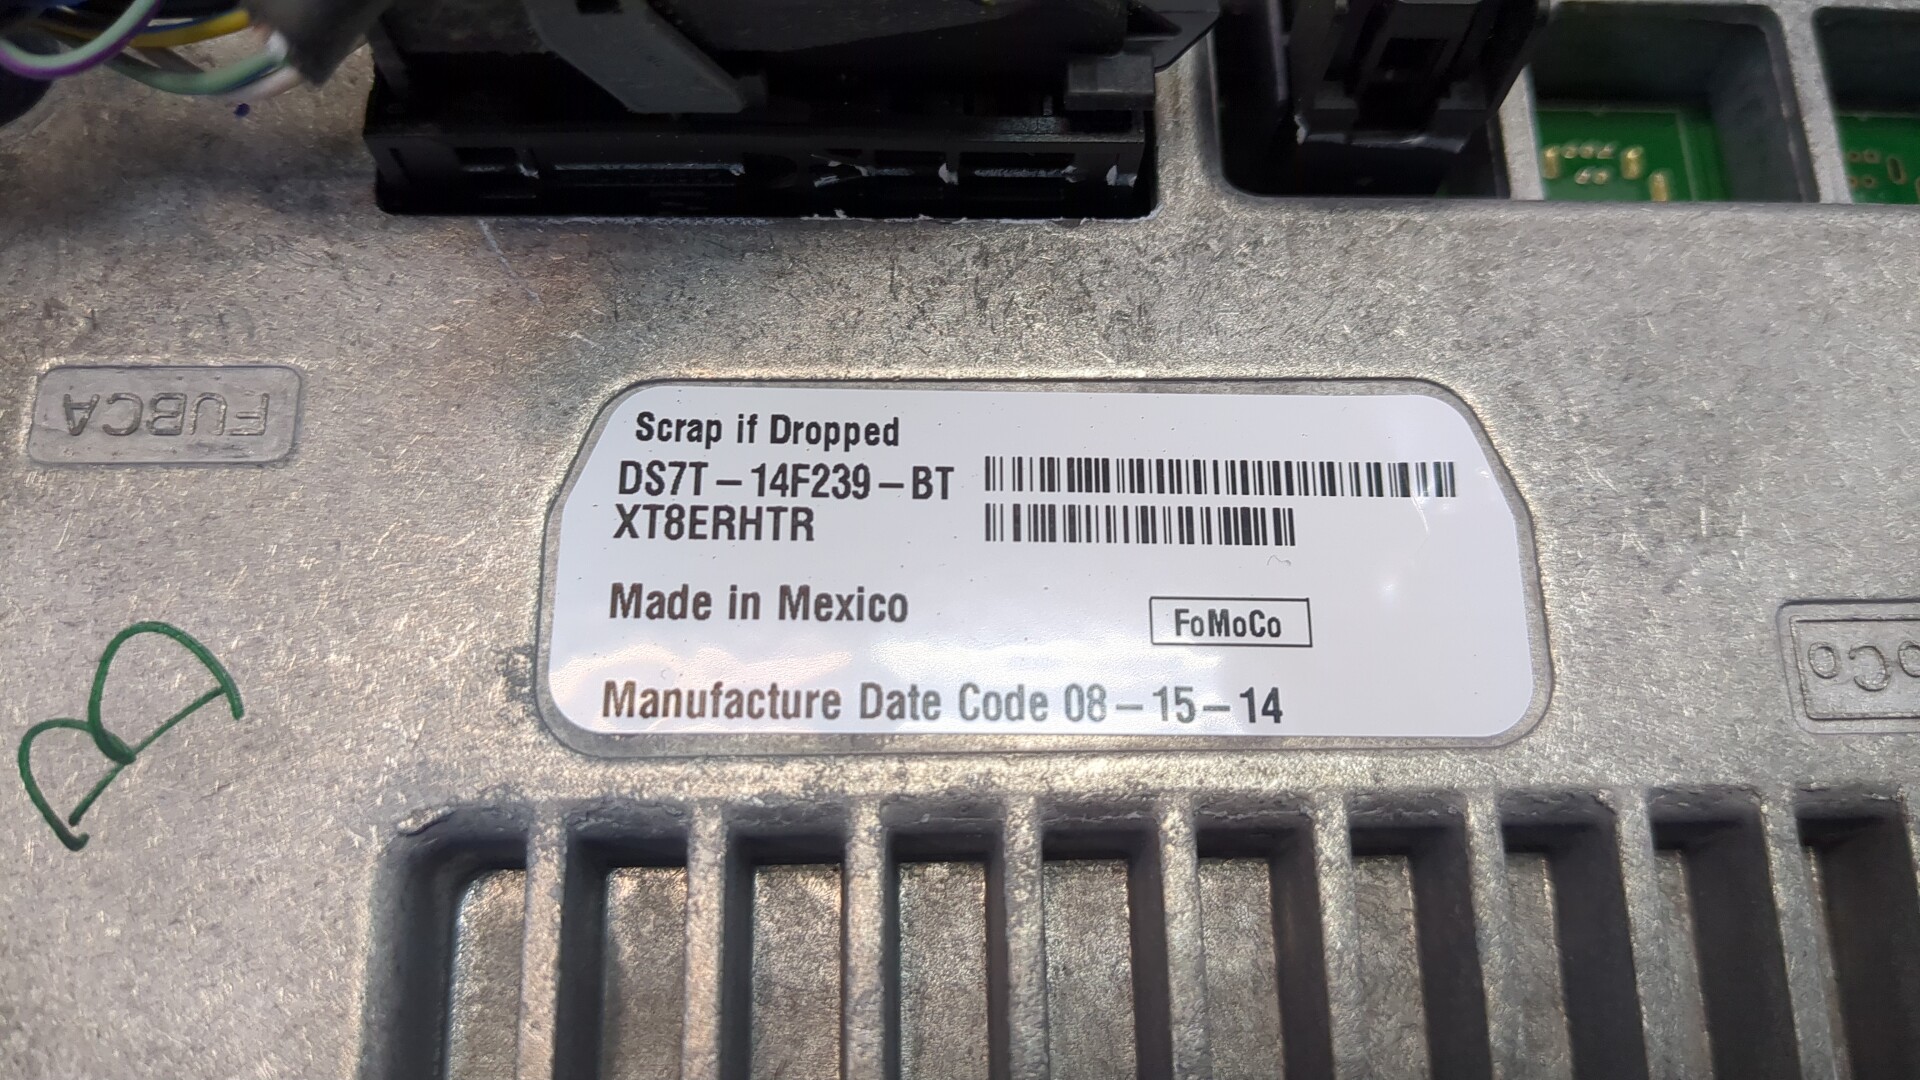 FUBCA
Scrap if Dropped
DS7T-14F239-BT
XT8ERHTR
Made in Mexico
FoMoCo
Manufacture Date Code 08-15-14